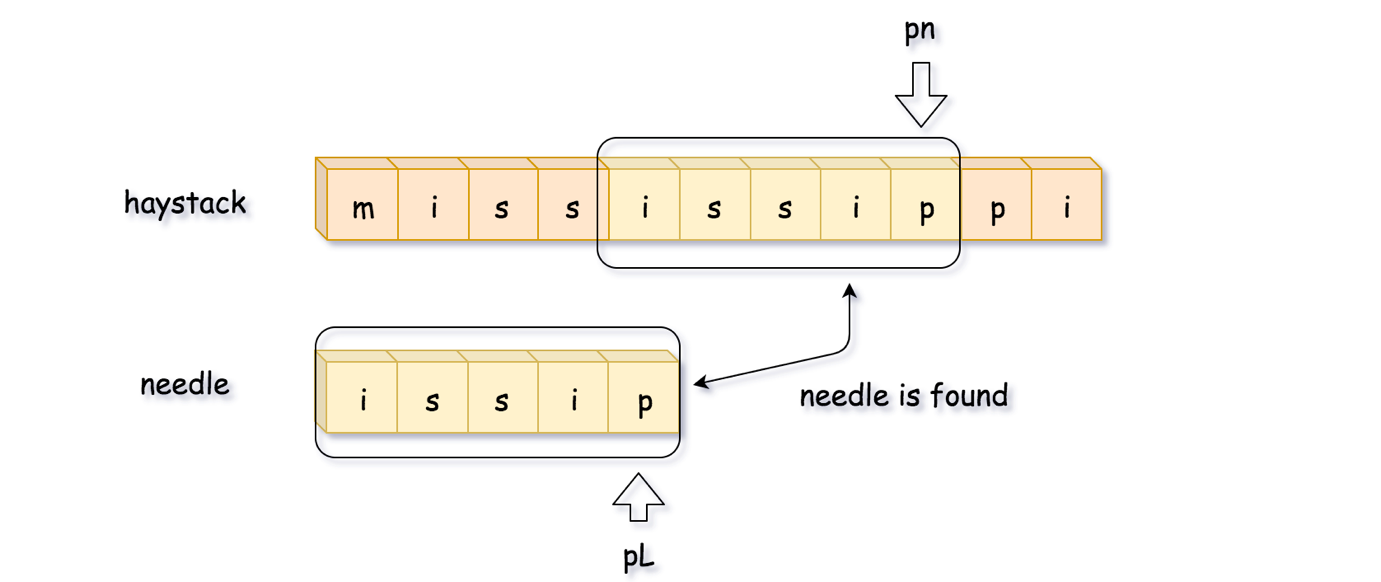 pn
haystack m i s s i s s i p p i
needle i s s i p
needle is found
pL